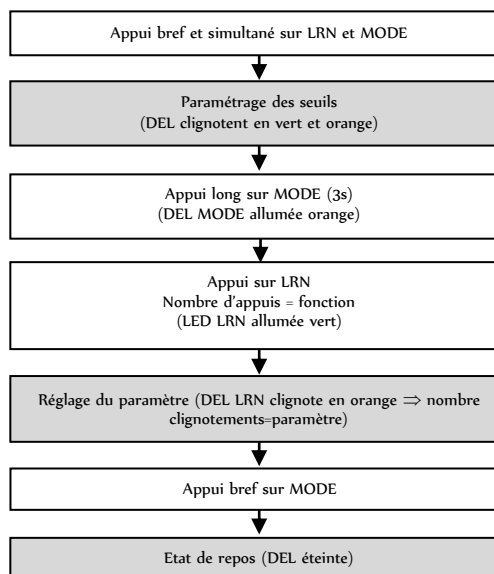 Appui bref et simultané sur LRN et MODE
Paramétrage des seuils
(DEL clignotent en vert et orange)
Appui long sur MODE (3s)
(DEL MODE allumée orange)
Appui sur LRN
Nombre d'appuis = fonction
(LED LRN allumée vert)
Réglage du paramètre (DEL LRN clignote en orange ⇒ nombre
clignotements=paramètre)
Appui bref sur MODE
Etat de repos (DEL éteinte)